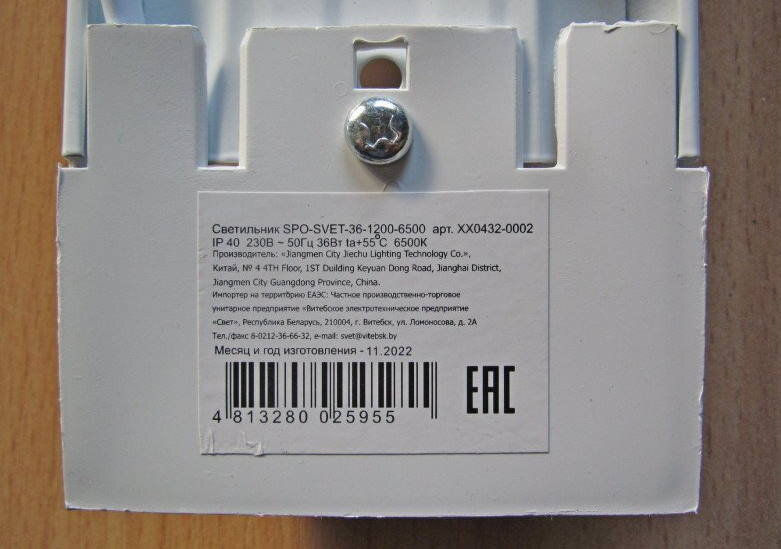 Светильник SPO-SVET-36-1200-6500 арт. XX0432-0002
IP 40 230В ~ 50Гц 36Вт ta+55°C 6500K
Производитель: «Jiangmen City Jiechu Lighting Technology Co.»,
Китай, № 4 4TH Floor, 1ST Duilding Keyuan Dong Road, Jianghai District,
Jiangmen City Guangdong Province, China.
Импортер на территорию ЕАЭС: Частное производственно-торговое
унитарное предприятие «Витебское электротехническое предприятие
«Свет», Республика Беларусь, 210004, г. Витебск, ул. Ломоносова, д. 2А
Тел./факс 8-0212-36-66-32, e-mail: svet@vitebsk.by
Месяц и год изготовления - 11.2022
4 813280 025955
EAC